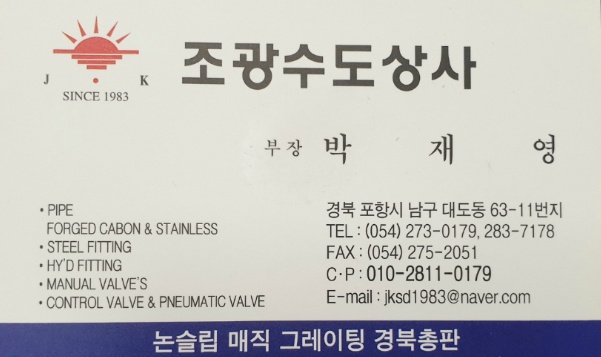 J · K
SINCE 1983
조광수도상사
부장 박 재 영
• PIPE
FORGED CABON & STAINLESS
• STEEL FITTING
• HY'D FITTING
• MANUAL VALVE'S
• CONTROL VALVE & PNEUMATIC VALVE
경북 포항시 남구 대도동 63-11번지
TEL : (054) 273-0179, 283-7178
FAX : (054) 275-2051
C·P : 010-2811-0179
E-mail : jksd1983@naver.com
논슬립 매직 그레이팅 경북총판